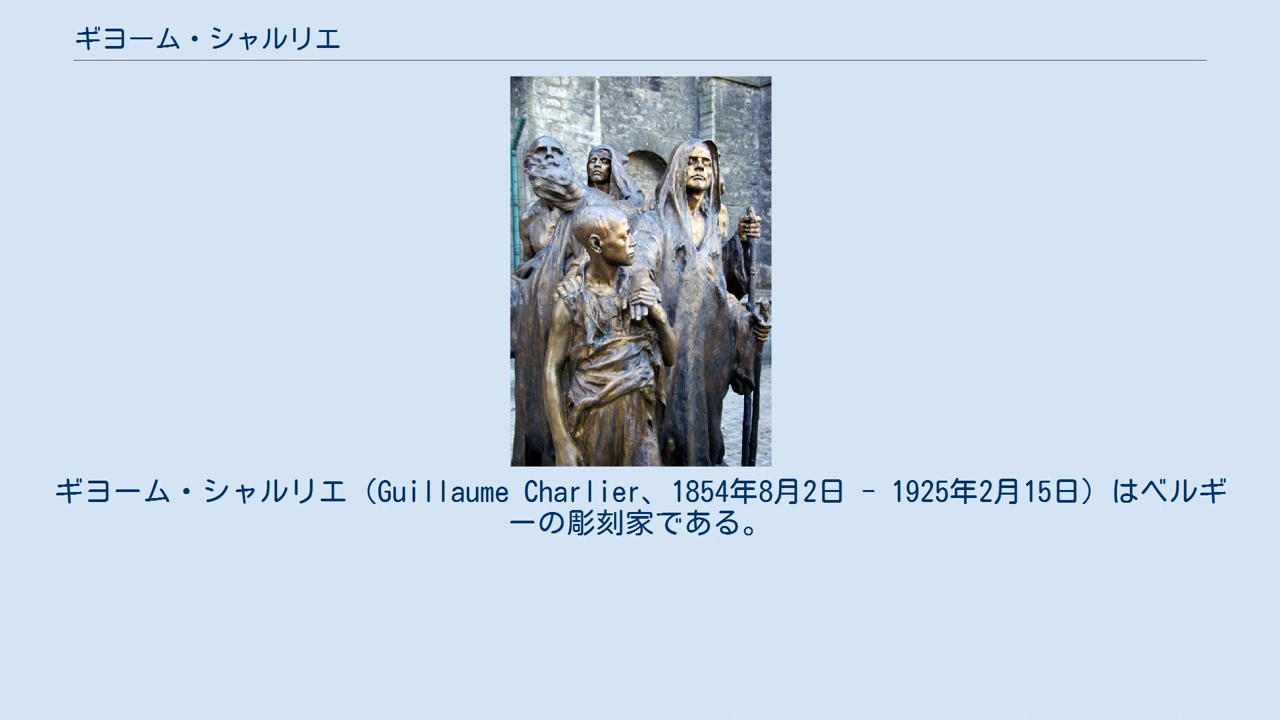 ギヨーム・シャルリエ
ギヨーム・シャルリエ（Guillaume Charlier、1854年8月2日 - 1925年2月15日）はベルギ
ーの彫刻家である。